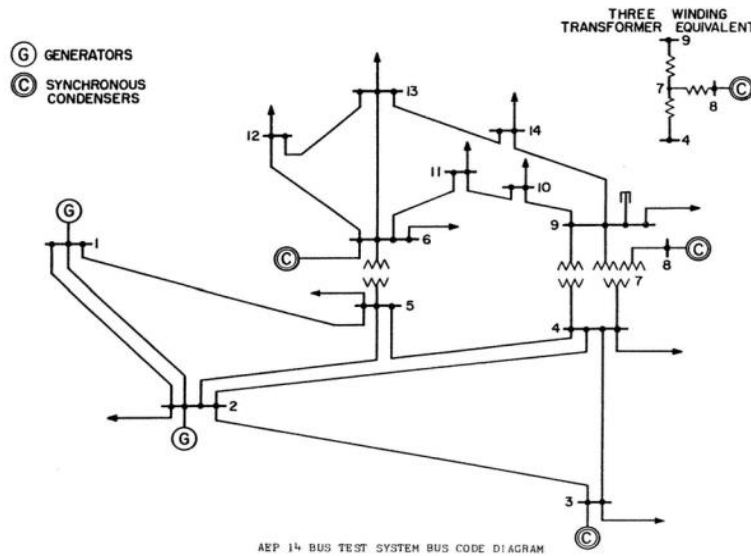 THREE WINDING
TRANSFORMER EQUIVALENT
G GENERATORS
C SYNCHRONOUS
CONDENSERS
9
7
C
8
4
13
14
12
11
10
G
1
C
6
9
8
C
7
5
4
2
G
3
C
AEP 14 BUS TEST SYSTEM BUS CODE DIAGRAM